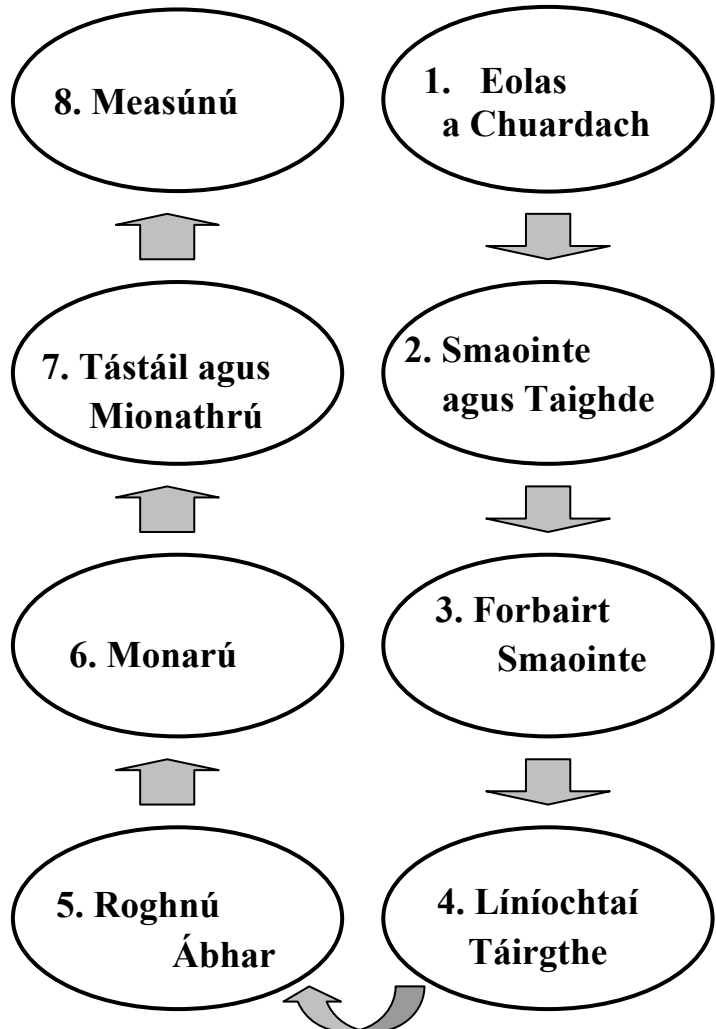 1. Eolas
a Chuardach
2. Smaointe
agus Taighde
3. Forbairt
Smaointe
4. Líníochtaí
Táirgthe
5. Roghnú
Ábhar
6. Monarú
7. Tástáil agus
Mionathrú
8. Measúnú